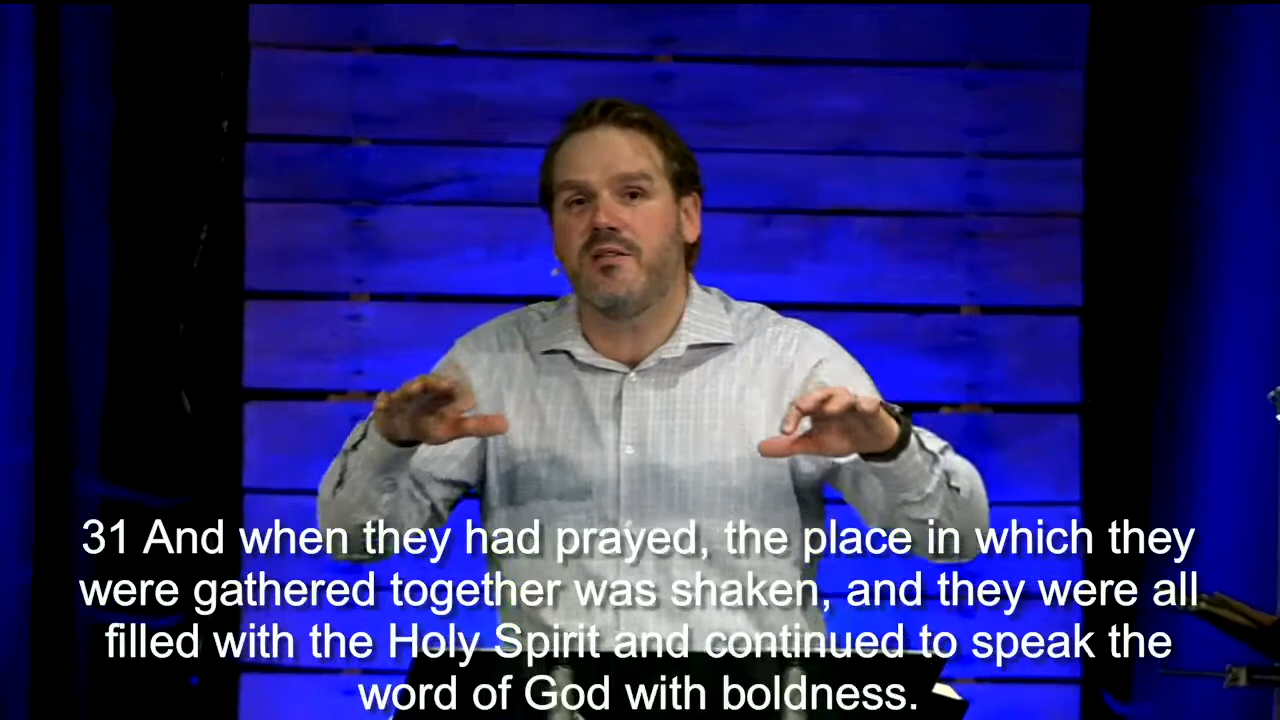 31 And when they had prayed, the place in which they
were gathered together was shaken, and they were all
filled with the Holy Spirit and continued to speak the
word of God with boldness.